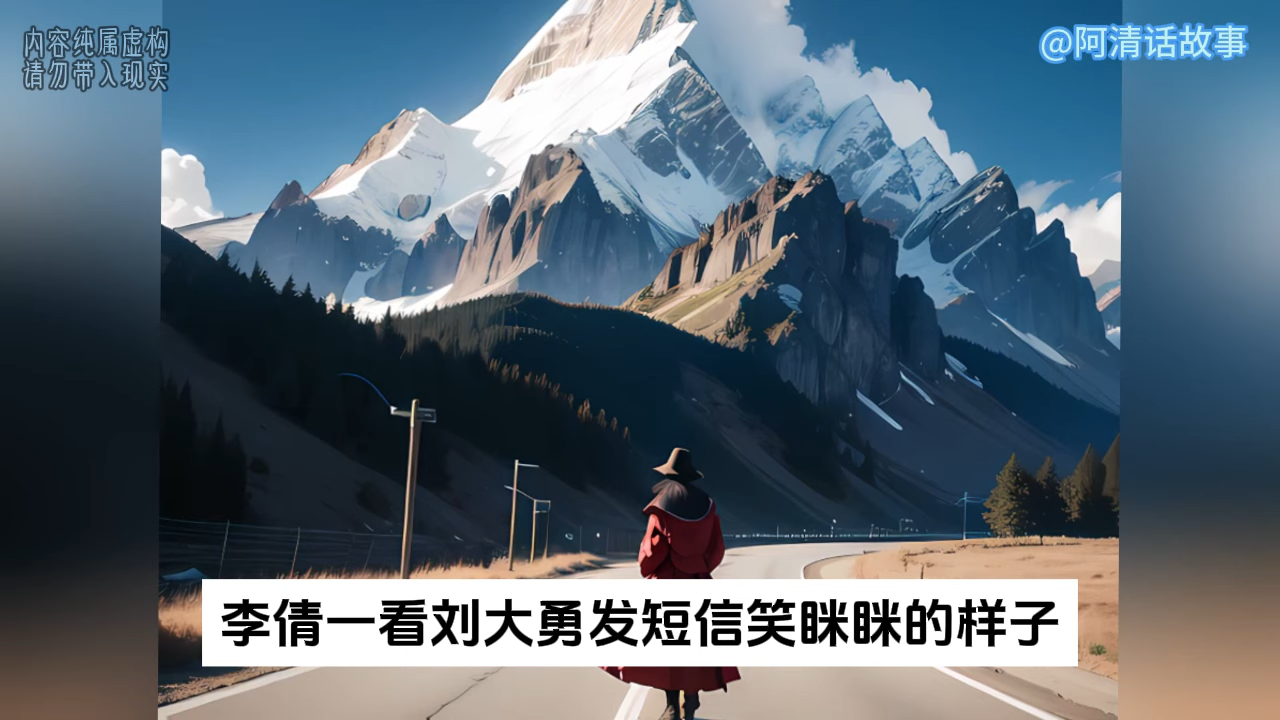 内容纯属虚构
请勿带入现实
@阿清话故事
李倩一看刘大勇发短信笑眯眯的样子